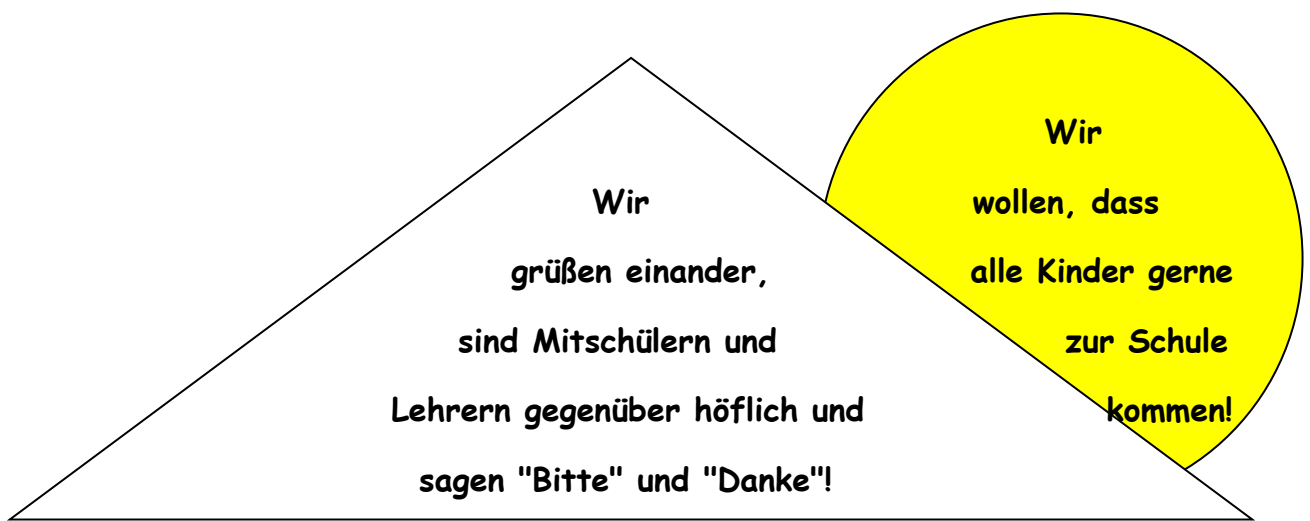 Wir
grüßen einander,
sind Mitschülern und
Lehrern gegenüber höflich und
sagen "Bitte" und "Danke"!
Wir
wollen, dass
alle Kinder gerne
zur Schule
kommen!